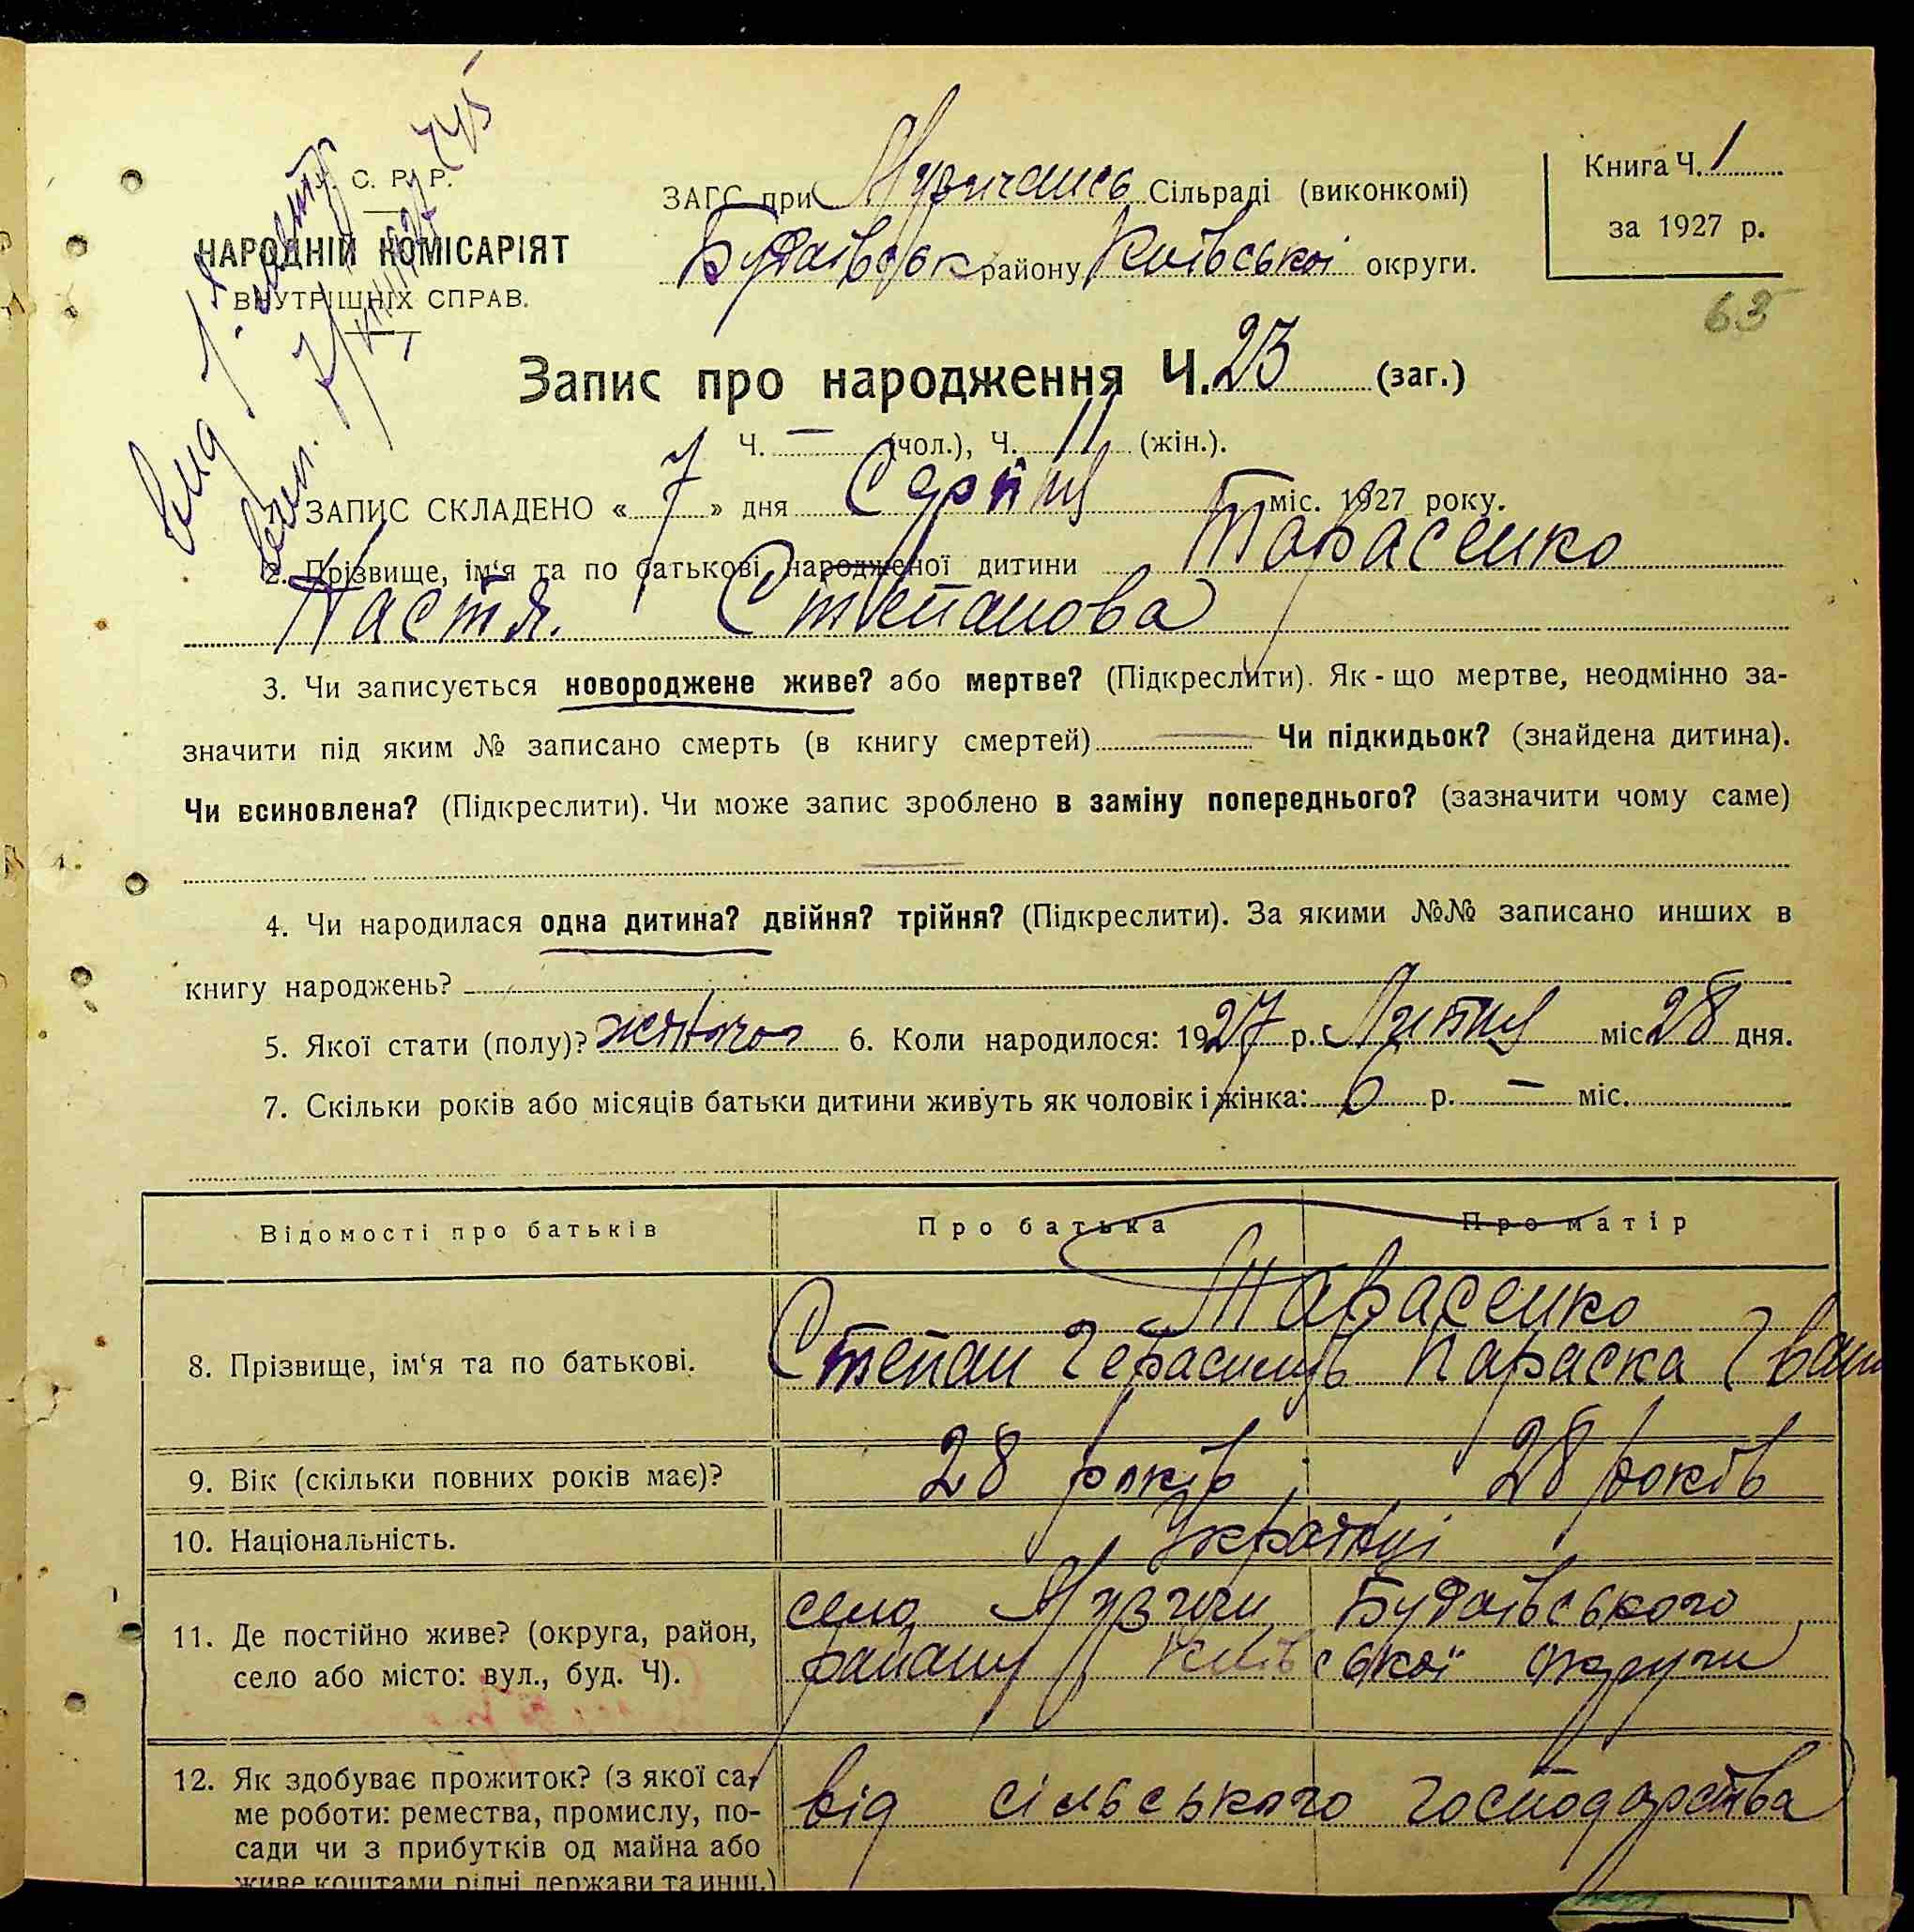 С. Р. Р.
НАРОДНІЙ КОМІСАРІЯТ
ВНУТРІШНІХ СПРАВ.
ЗАГС при Музичансь Сільраді (виконкомі)
Будаївськ району Київської округи.
Книга Ч. 1
за 1927 р.
63
Запис про народження Ч. 23 (заг.)
Ч. — (чол.), Ч. 11 (жін.).
1. ЗАПИС СКЛАДЕНО « 7 » дня Серпня міс. 1927 року.
2. Прізвище, ім'я та по батькові народженої дитини Тарасенко
Настя. Степанова
3. Чи записується новороджене живе? або мертве? (Підкреслити). Як-що мертве, неодмінно за-
значити під яким № записано смерть (в книгу смертей) — Чи підкидьок? (знайдена дитина).
Чи всиновлена? (Підкреслити). Чи може запис зроблено в заміну попереднього? (зазначити чому саме)
4. Чи народилася одна дитина? двійня? трійня? (Підкреслити). За якими №№ записано инших в
книгу народжень?
5. Якої стати (полу)? жіночої 6. Коли народилося: 1927 р. Липня міс 28 дня.
7. Скільки років або місяців батьки дитини живуть як чоловік і жінка: 6 р. — міс.
Відомості про батьків Про батька Про матір
Тарасенко
8. Прізвище, ім'я та по батькові. Степан Герасимів Параска Іван
9. Вік (скільки повних років має)? 28 років 28 років
10. Національність. Українці
11. Де постійно живе? (округа, район, село Музичи Будаївського
село або місто: вул., буд. Ч). району Київської округи
12. Як здобуває прожиток? (з якої са-
ме роботи: ремества, промислу, по- від сільського господарства
сади чи з прибутків од майна або
живе коштами рідні держави та инш.)